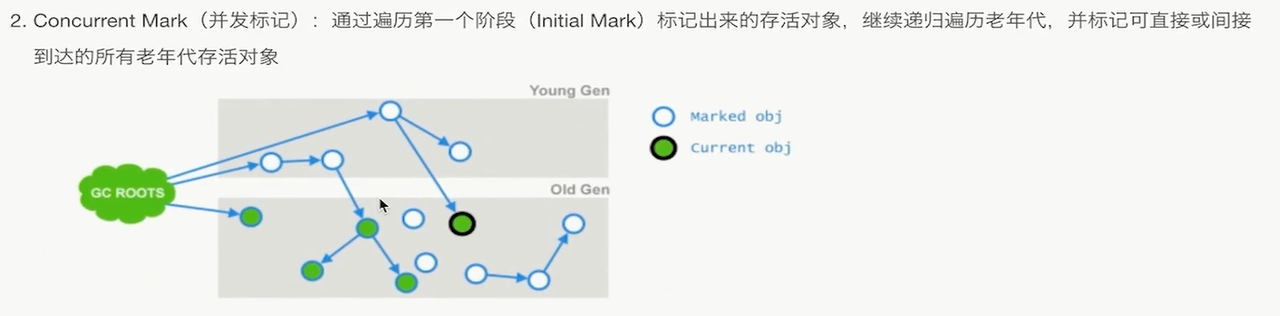 2. Concurrent Mark（并发标记）：通过遍历第一个阶段（Initial Mark）标记出来的存活对象，继续递归遍历老年代，并标记可直接或间接
到达的所有老年代存活对象
Young Gen
Marked obj
Current obj
GC ROOTS
Old Gen